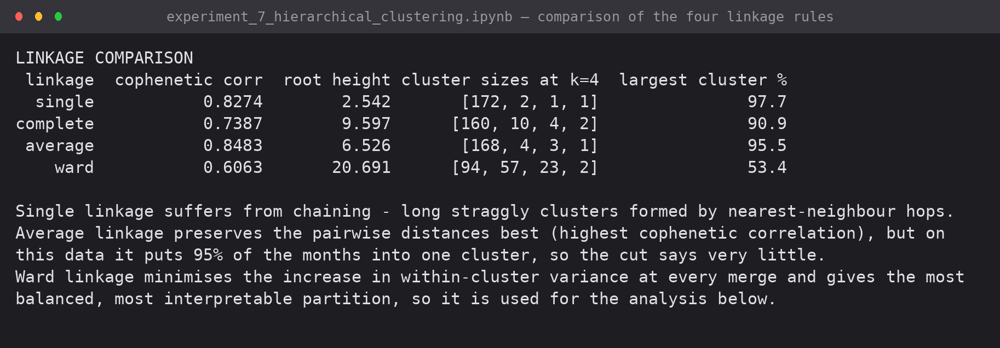 experiment_7_hierarchical_clustering.ipynb — comparison of the four linkage rules
LINKAGE COMPARISON
 linkage  cophenetic corr  root height cluster sizes at k=4  largest cluster %
  single           0.8274        2.542       [172, 2, 1, 1]               97.7
complete           0.7387        9.597      [160, 10, 4, 2]               90.9
 average           0.8483        6.526       [168, 4, 3, 1]               95.5
    ward           0.6063       20.691      [94, 57, 23, 2]               53.4
Single linkage suffers from chaining - long straggly clusters formed by nearest-neighbour hops.
Average linkage preserves the pairwise distances best (highest cophenetic correlation), but on
this data it puts 95% of the months into one cluster, so the cut says very little.
Ward linkage minimises the increase in within-cluster variance at every merge and gives the most
balanced, most interpretable partition, so it is used for the analysis below.